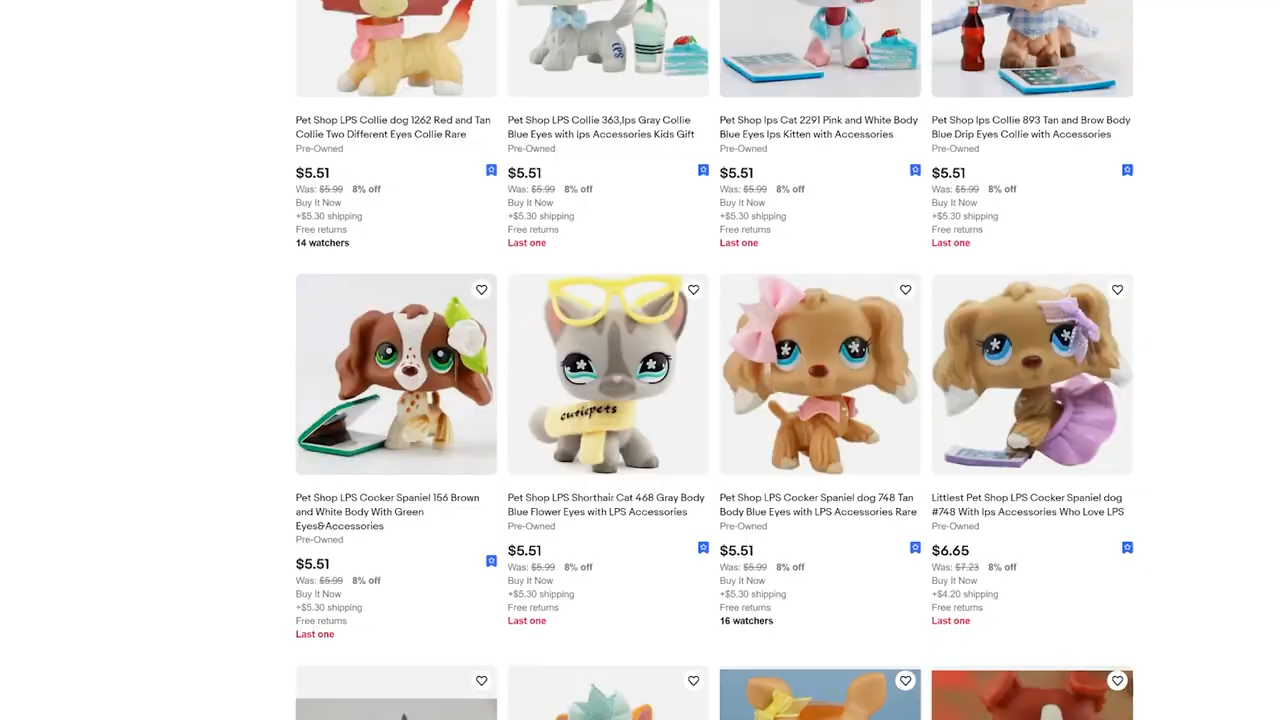 LPS
Pet Shop LPS Collie dog 1262 Red and Tan
Collie Two Different Eyes Collie Rare
Pre-Owned
$5.51
Was: $5.99 8% off
Buy It Now
+$5.30 shipping
Free returns
14 watchers
Pet Shop LPS Collie 363,lps Gray Collie
Blue Eyes with lps Accessories Kids Gift
Pre-Owned
$5.51
Was: $5.99 8% off
Buy It Now
+$5.30 shipping
Free returns
Last one
Pet Shop lps Cat 2291 Pink and White Body
Blue Eyes lps Kitten with Accessories
Pre-Owned
$5.51
Was: $5.99 8% off
Buy It Now
+$5.30 shipping
Free returns
Last one
Pet Shop lps Collie 893 Tan and Brow Body
Blue Drip Eyes Collie with Accessories
Pre-Owned
$5.51
Was: $5.99 8% off
Buy It Now
+$5.30 shipping
Free returns
Last one
cutiepets
Pet Shop LPS Cocker Spaniel 156 Brown
and White Body With Green
Eyes&Accessories
Pre-Owned
$5.51
Was: $5.99 8% off
Buy It Now
+$5.30 shipping
Free returns
Last one
Pet Shop LPS Shorthair Cat 468 Gray Body
Blue Flower Eyes with LPS Accessories
Pre-Owned
$5.51
Was: $5.99 8% off
Buy It Now
+$5.30 shipping
Free returns
Last one
Pet Shop LPS Cocker Spaniel dog 748 Tan
Body Blue Eyes with LPS Accessories Rare
Pre-Owned
$5.51
Was: $5.99 8% off
Buy It Now
+$5.30 shipping
Free returns
16 watchers
Littlest Pet Shop LPS Cocker Spaniel dog
#748 With lps Accessories Who Love LPS
Pre-Owned
$6.65
Was: $7.23 8% off
Buy It Now
+$4.20 shipping
Free returns
Last one